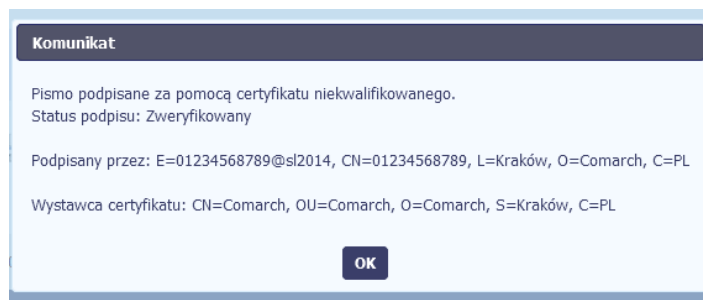 Komunikat
Pismo podpisane za pomocą certyfikatu niekwalifikowanego.
Status podpisu: Zweryfikowany
Podpisany przez: E=01234568789@sl2014, CN=01234568789, L=Kraków, O=Comarch, C=PL
Wystawca certyfikatu: CN=Comarch, OU=Comarch, O=Comarch, S=Kraków, C=PL
OK